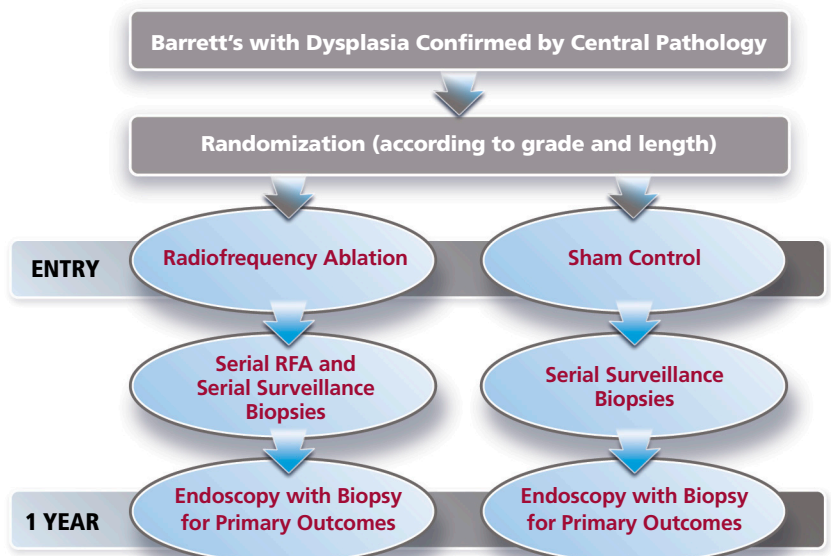 Barrett's with Dysplasia Confirmed by Central Pathology
Randomization (according to grade and length)
ENTRY
Radiofrequency Ablation
Sham Control
Serial RFA and
Serial Surveillance
Biopsies
Serial Surveillance
Biopsies
1 YEAR
Endoscopy with Biopsy
for Primary Outcomes
Endoscopy with Biopsy
for Primary Outcomes